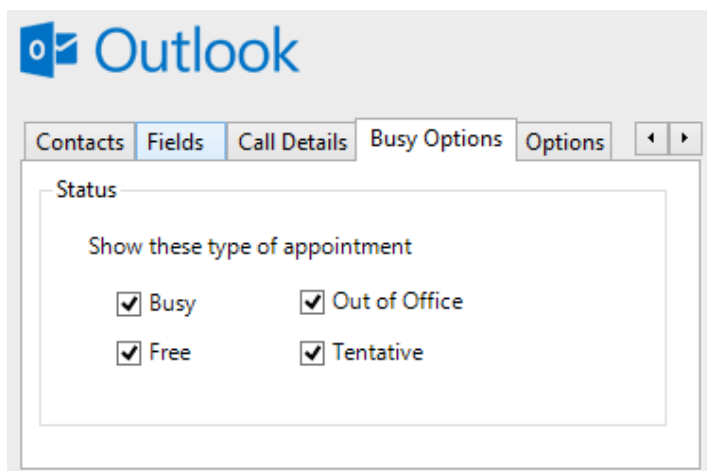 Outlook
Contacts Fields Call Details Busy Options Options
Status
Show these type of appointment
Busy Out of Office
Free Tentative